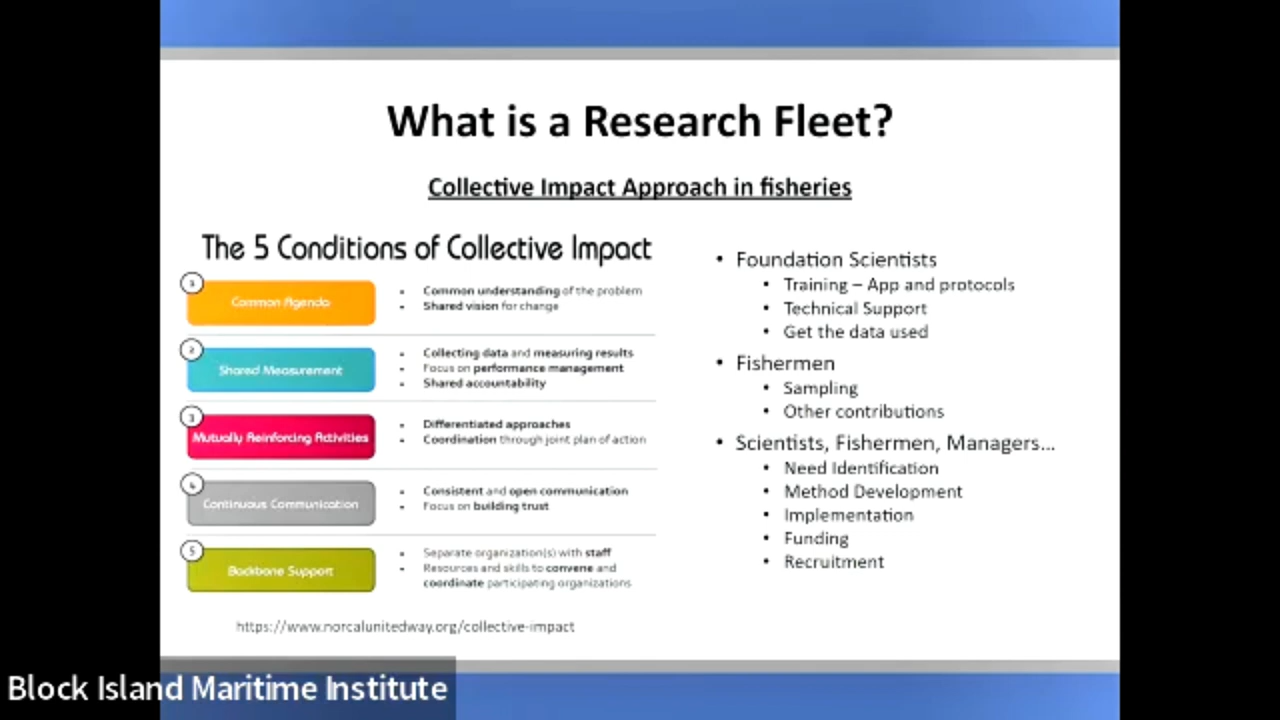 What is a Research Fleet?
Collective Impact Approach in fisheries
The 5 Conditions of Collective Impact
1
Common Agenda
• Common understanding of the problem
• Shared vision for change
2
Shared Measurement
• Collecting data and measuring results
• Focus on performance management
• Shared accountability
3
Mutually Reinforcing Activities
• Differentiated approaches
• Coordination through joint plan of action
4
Continuous Communication
• Consistent and open communication
• Focus on building trust
5
Backbone Support
• Separate organization(s) with staff
• Resources and skills to convene and
coordinate participating organizations
https://www.norcalunitedway.org/collective-impact
• Foundation Scientists
• Training – App and protocols
• Technical Support
• Get the data used
• Fishermen
• Sampling
• Other contributions
• Scientists, Fishermen, Managers...
• Need Identification
• Method Development
• Implementation
• Funding
• Recruitment
Block Island Maritime Institute